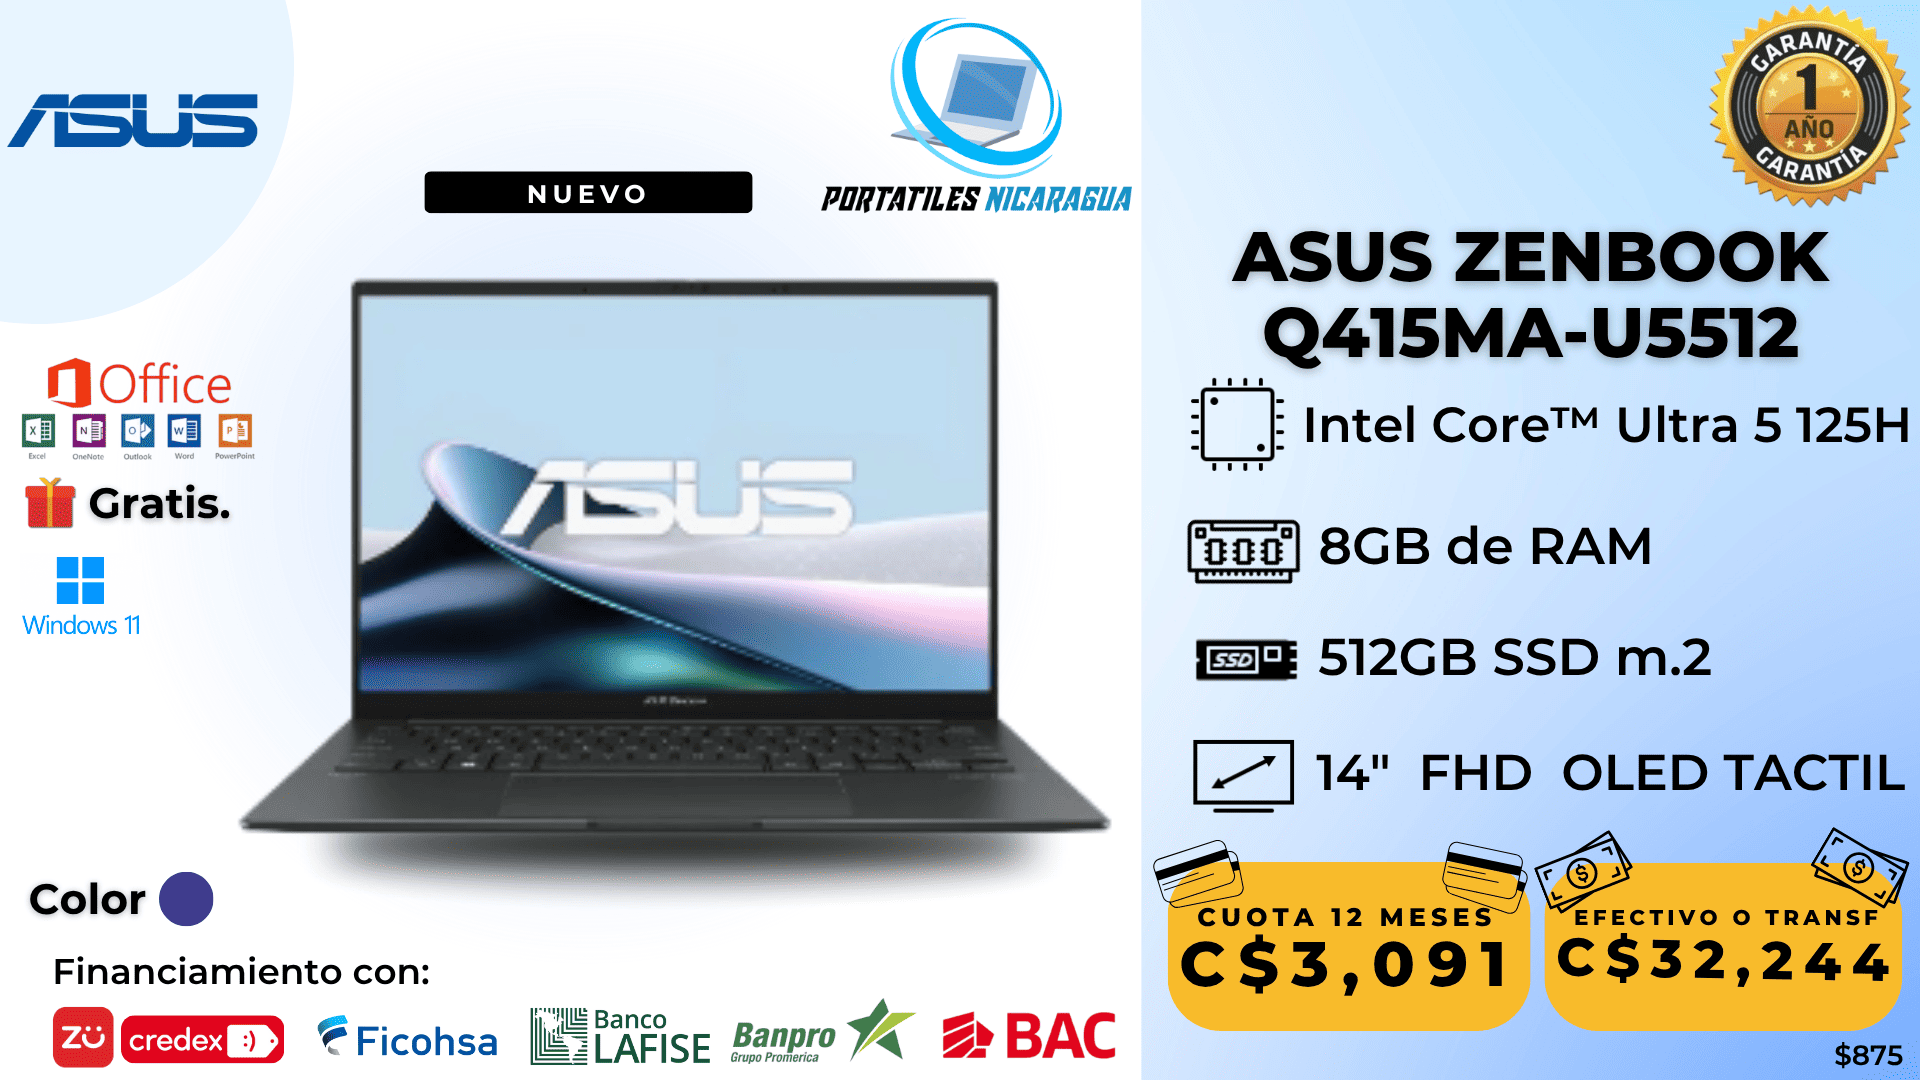 ASUS
NUEVO
PORTATILES NICARAGUA
GARANTÍA
1
AÑO
GARANTÍA
ASUS ZENBOOK
Q415MA-U5512
Office
Excel
OneNote
Outlook
Word
PowerPoint
Gratis.
Windows 11
ASUS
Intel Core™ Ultra 5 125H
8GB de RAM
SSD
512GB SSD m.2
14" FHD OLED TACTIL
Color
Financiamiento con:
ZU
credex
Ficohsa
Banco
LAFISE
Banpro
Grupo Promerica
BAC
CUOTA 12 MESES
C$3,091
EFECTIVO O TRANSF
C$32,244
$875